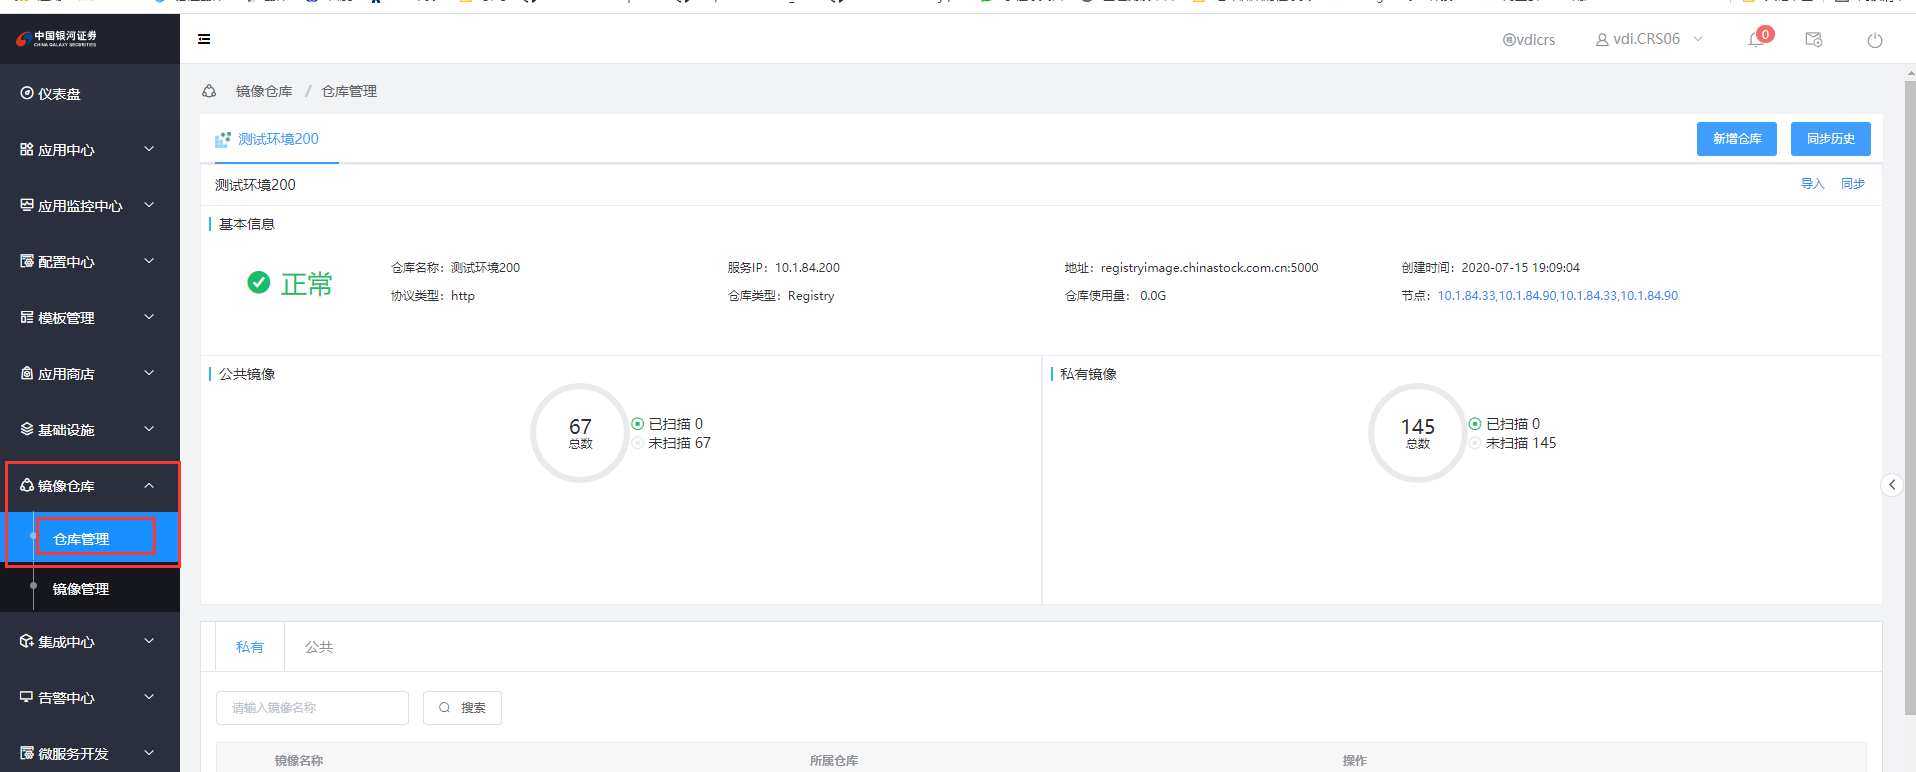 中国银河证券
CHINA GALAXY SECURITIES
vdicrs
vdi.CRS06
0
仪表盘
应用中心
应用监控中心
配置中心
模板管理
应用商店
基础设施
镜像仓库
仓库管理
镜像管理
集成中心
告警中心
微服务开发
镜像仓库 / 仓库管理
测试环境200
新增仓库
同步历史
测试环境200
导入
同步
基本信息
正常
仓库名称：测试环境200
服务IP：10.1.84.200
地址：registryimage.chinastock.com.cn:5000
创建时间：2020-07-15 19:09:04
协议类型：http
仓库类型：Registry
仓库使用量： 0.0G
节点：10.1.84.33,10.1.84.90,10.1.84.33,10.1.84.90
公共镜像
67
总数
已扫描 0
未扫描 67
私有镜像
145
总数
已扫描 0
未扫描 145
私有
公共
请输入镜像名称
搜索
镜像名称
所属仓库
操作